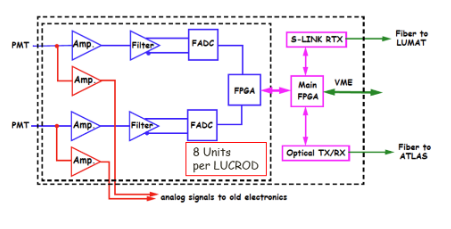 PMT
Amp.
Filter
FADC
Amp.
FPGA
PMT
Amp.
Filter
FADC
Amp.
8 Units
per LUCROD
analog signals to old electronics
S-LINK RTX
Fiber to
LUMAT
Main
FPGA
VME
Optical TX/RX
Fiber to
ATLAS